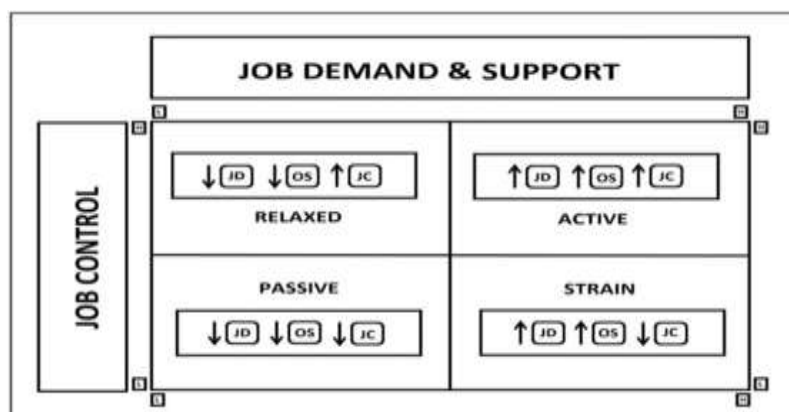 JOB DEMAND & SUPPORT
L H
H H
JOB CONTROL
↓ JD ↓ OS ↑ JC
RELAXED
↑ JD ↑ OS ↑ JC
ACTIVE
PASSIVE
↓ JD ↓ OS ↓ JC
STRAIN
↑ JD ↑ OS ↓ JC
L L
L H